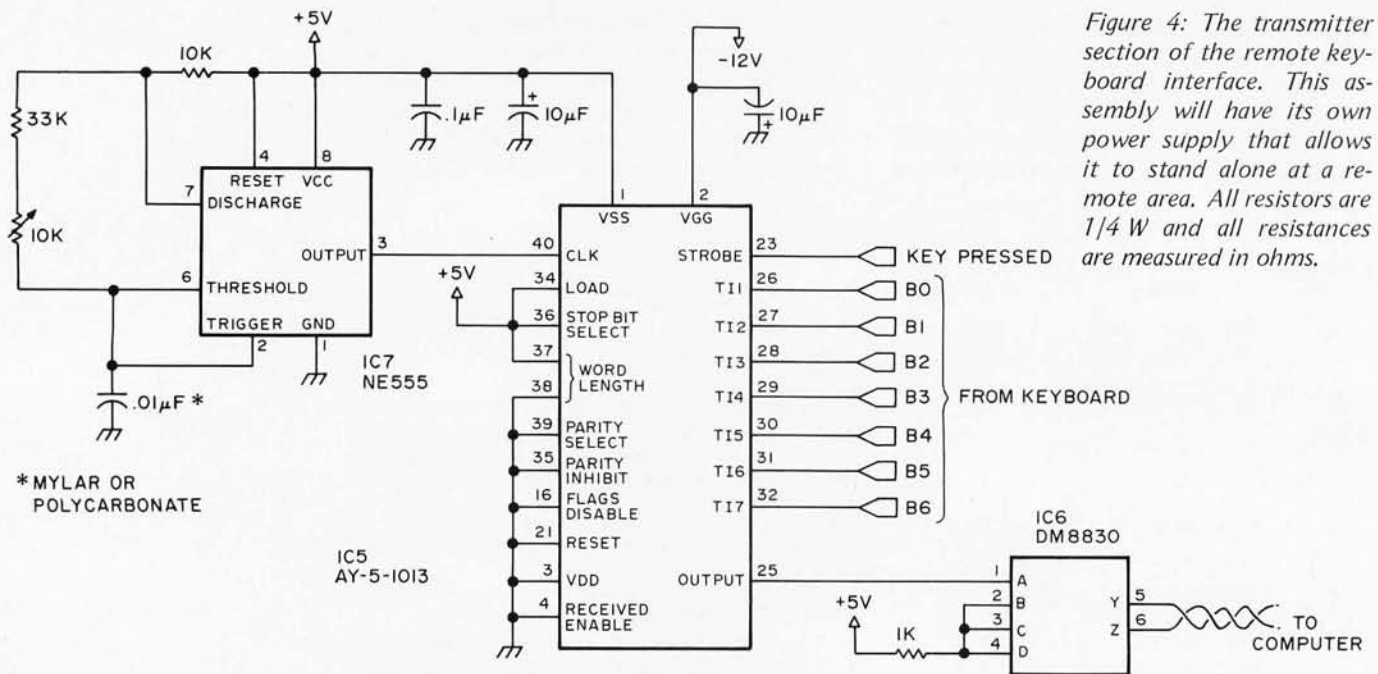 +5V
10K
-12V
33K
.1μF
+
10μF
10μF
+
4
8
RESET
VCC
7
DISCHARGE
10K
OUTPUT
3
6
THRESHOLD
TRIGGER
GND
2
1
IC7
NE555
.01μF *
* MYLAR OR
POLYCARBONATE
1
2
VSS
VGG
40
CLK
+5V
34
LOAD
36
STOP BIT
SELECT
37
WORD
LENGTH
38
39
PARITY
SELECT
35
PARITY
INHIBIT
16
FLAGS
DISABLE
21
RESET
3
VDD
4
RECEIVED
ENABLE
IC5
AY-5-1013
STROBE
23
KEY PRESSED
TI1
26
B0
TI2
27
B1
TI3
28
B2
TI4
29
B3
TI5
30
B4
TI6
31
B5
TI7
32
B6
FROM KEYBOARD
OUTPUT
25
IC6
DM8830
1
A
2
B
3
C
4
D
+5V
1K
Y
5
Z
6
TO
COMPUTER
Figure 4: The transmitter
section of the remote key-
board interface. This as-
sembly will have its own
power supply that allows
it to stand alone at a re-
mote area. All resistors are
1/4 W and all resistances
are measured in ohms.